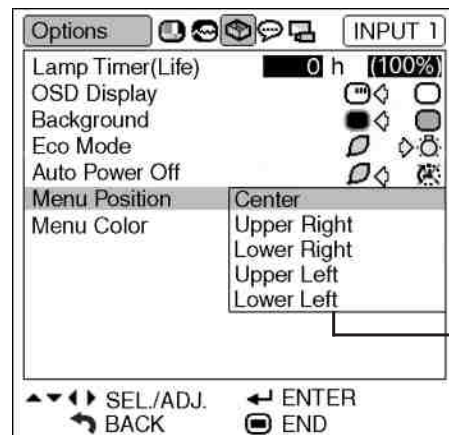 Options INPUT 1
Lamp Timer(Life) 0 h (100%)
OSD Display
Background
Eco Mode
Auto Power Off
Menu Position Center
Menu Color Upper Right
Lower Right
Upper Left
Lower Left
SEL./ADJ. ENTER
BACK END